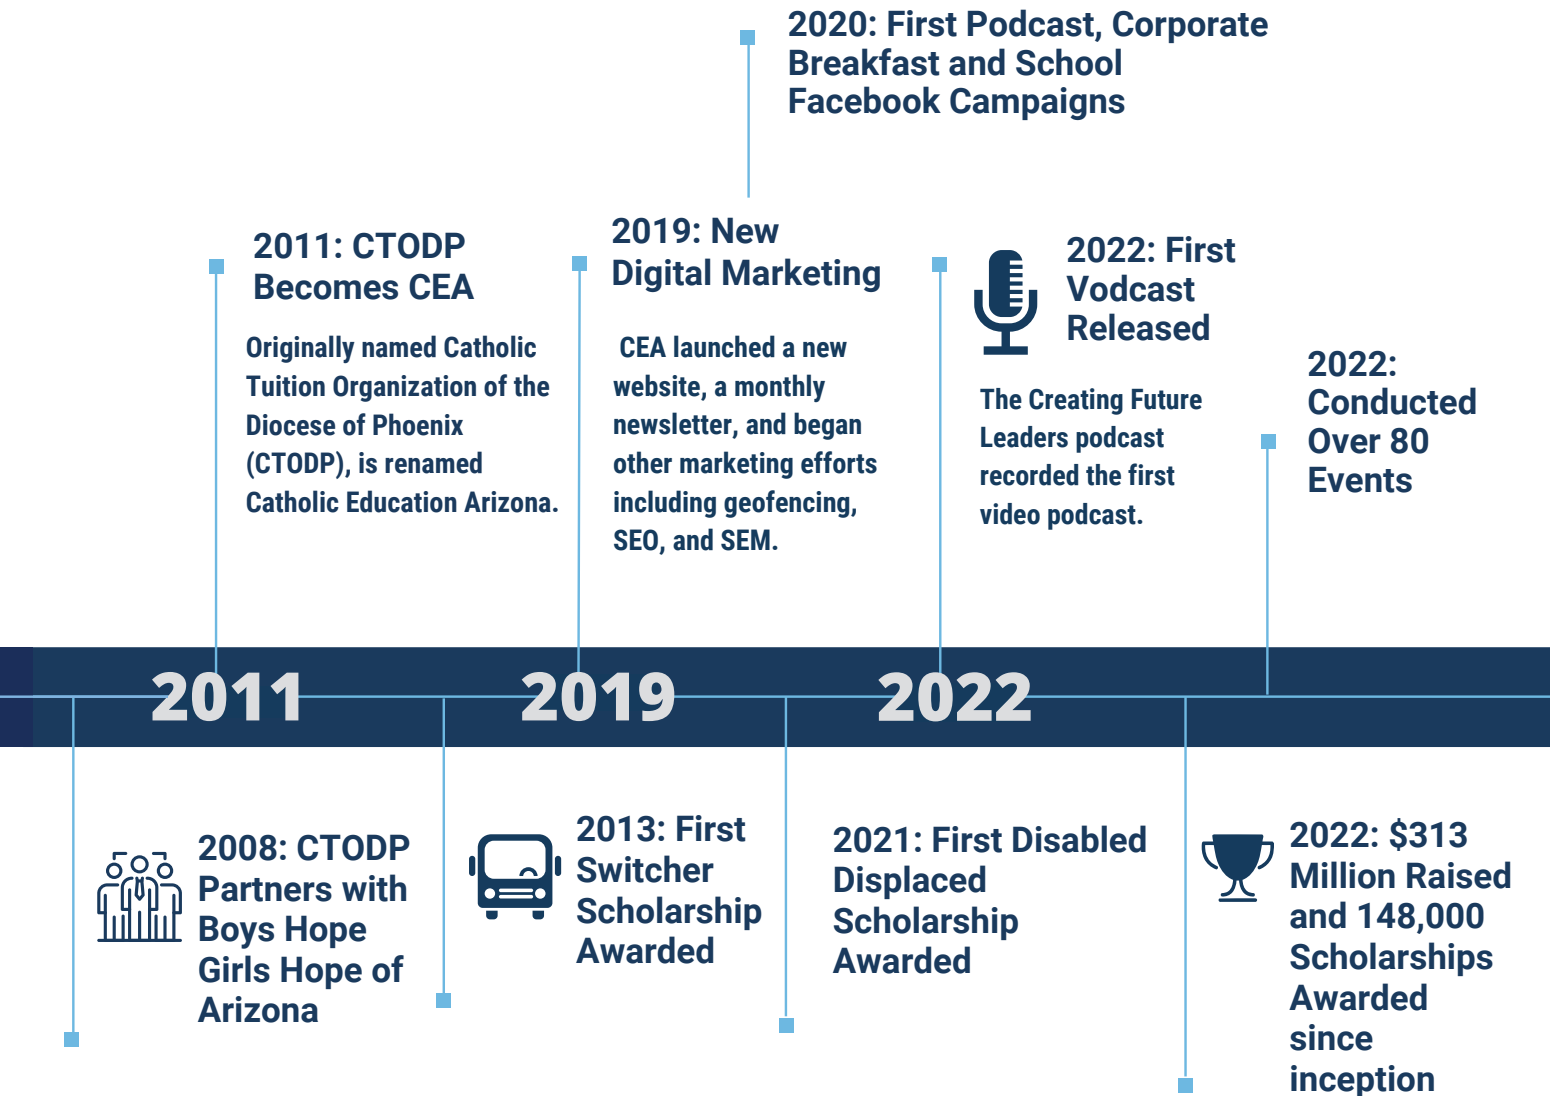 2020: First Podcast, Corporate
Breakfast and School
Facebook Campaigns
2011: CTODP
Becomes CEA
Originally named Catholic
Tuition Organization of the
Diocese of Phoenix
(CTODP), is renamed
Catholic Education Arizona.
2019: New
Digital Marketing
CEA launched a new
website, a monthly
newsletter, and began
other marketing efforts
including geofencing,
SEO, and SEM.
2022: First
Vodcast
Released
The Creating Future
Leaders podcast
recorded the first
video podcast.
2022:
Conducted
Over 80
Events
2011
2019
2022
2008: CTODP
Partners with
Boys Hope
Girls Hope of
Arizona
2013: First
Switcher
Scholarship
Awarded
2021: First Disabled
Displaced
Scholarship
Awarded
2022: $313
Million Raised
and 148,000
Scholarships
Awarded
since
inception